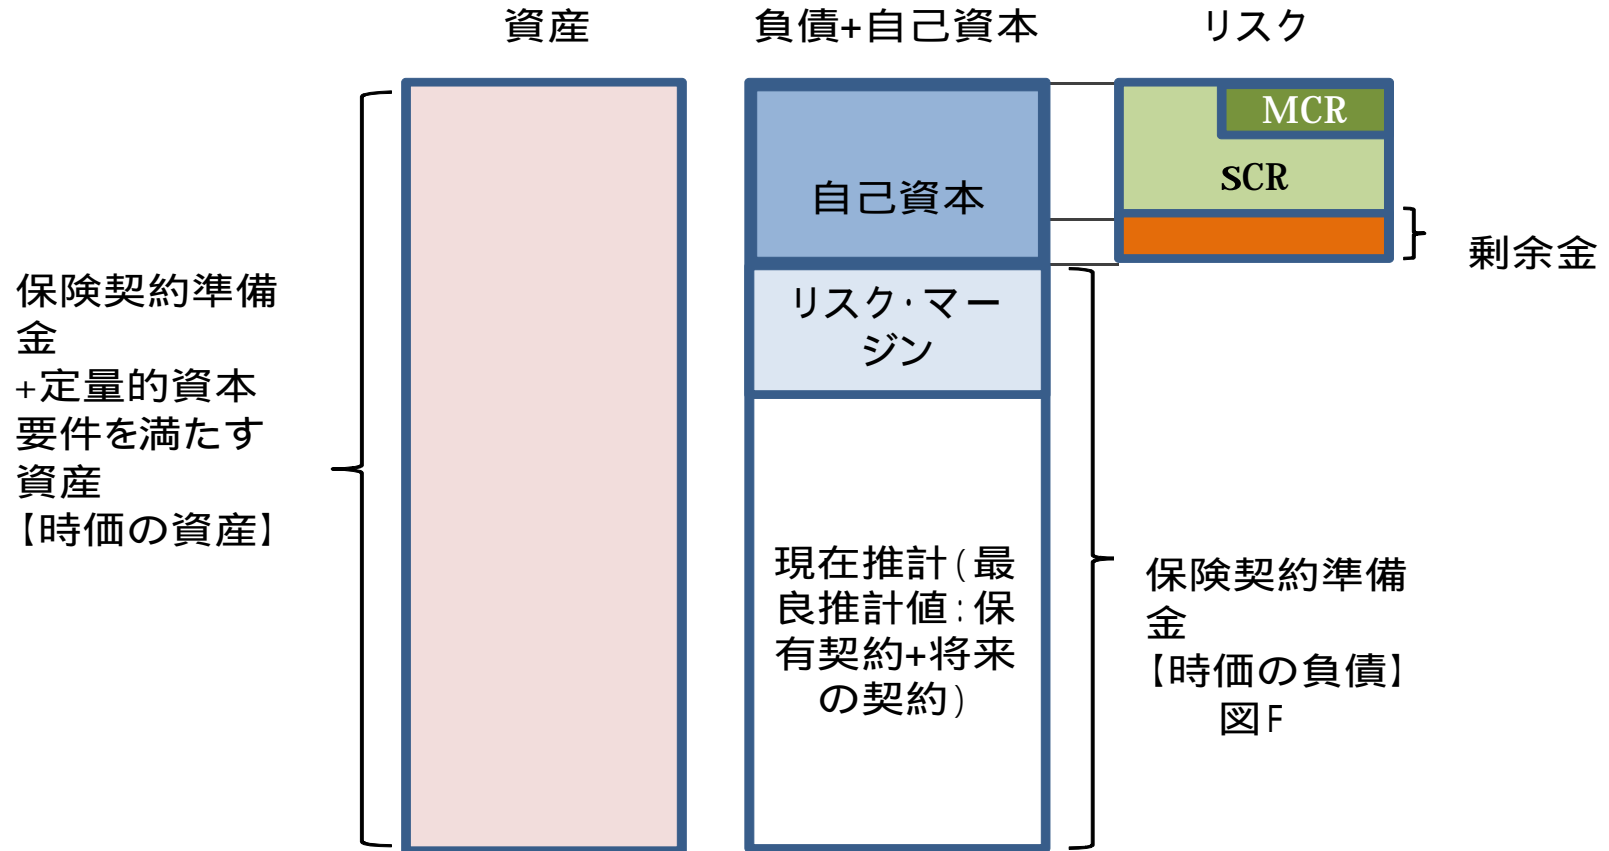 資産
負債+自己資本
リスク
MCR
SCR
自己資本
剰余金
保険契約準備
金
+定量的資本
要件を満たす
資産
【時価の資産】
リスク・マー
ジン
現在推計(最
良推計値:保
有契約+将来
の契約)
保険契約準備
金
【時価の負債】
図F